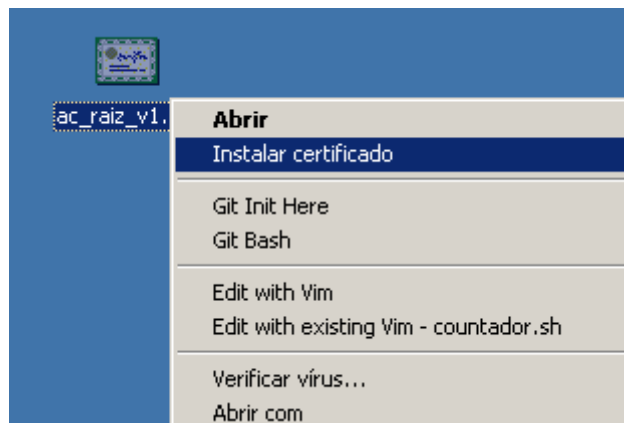 ac_raiz_v1.
Abrir
Instalar certificado
Git Init Here
Git Bash
Edit with Vim
Edit with existing Vim - countador.sh
Verificar vírus...
Abrir com